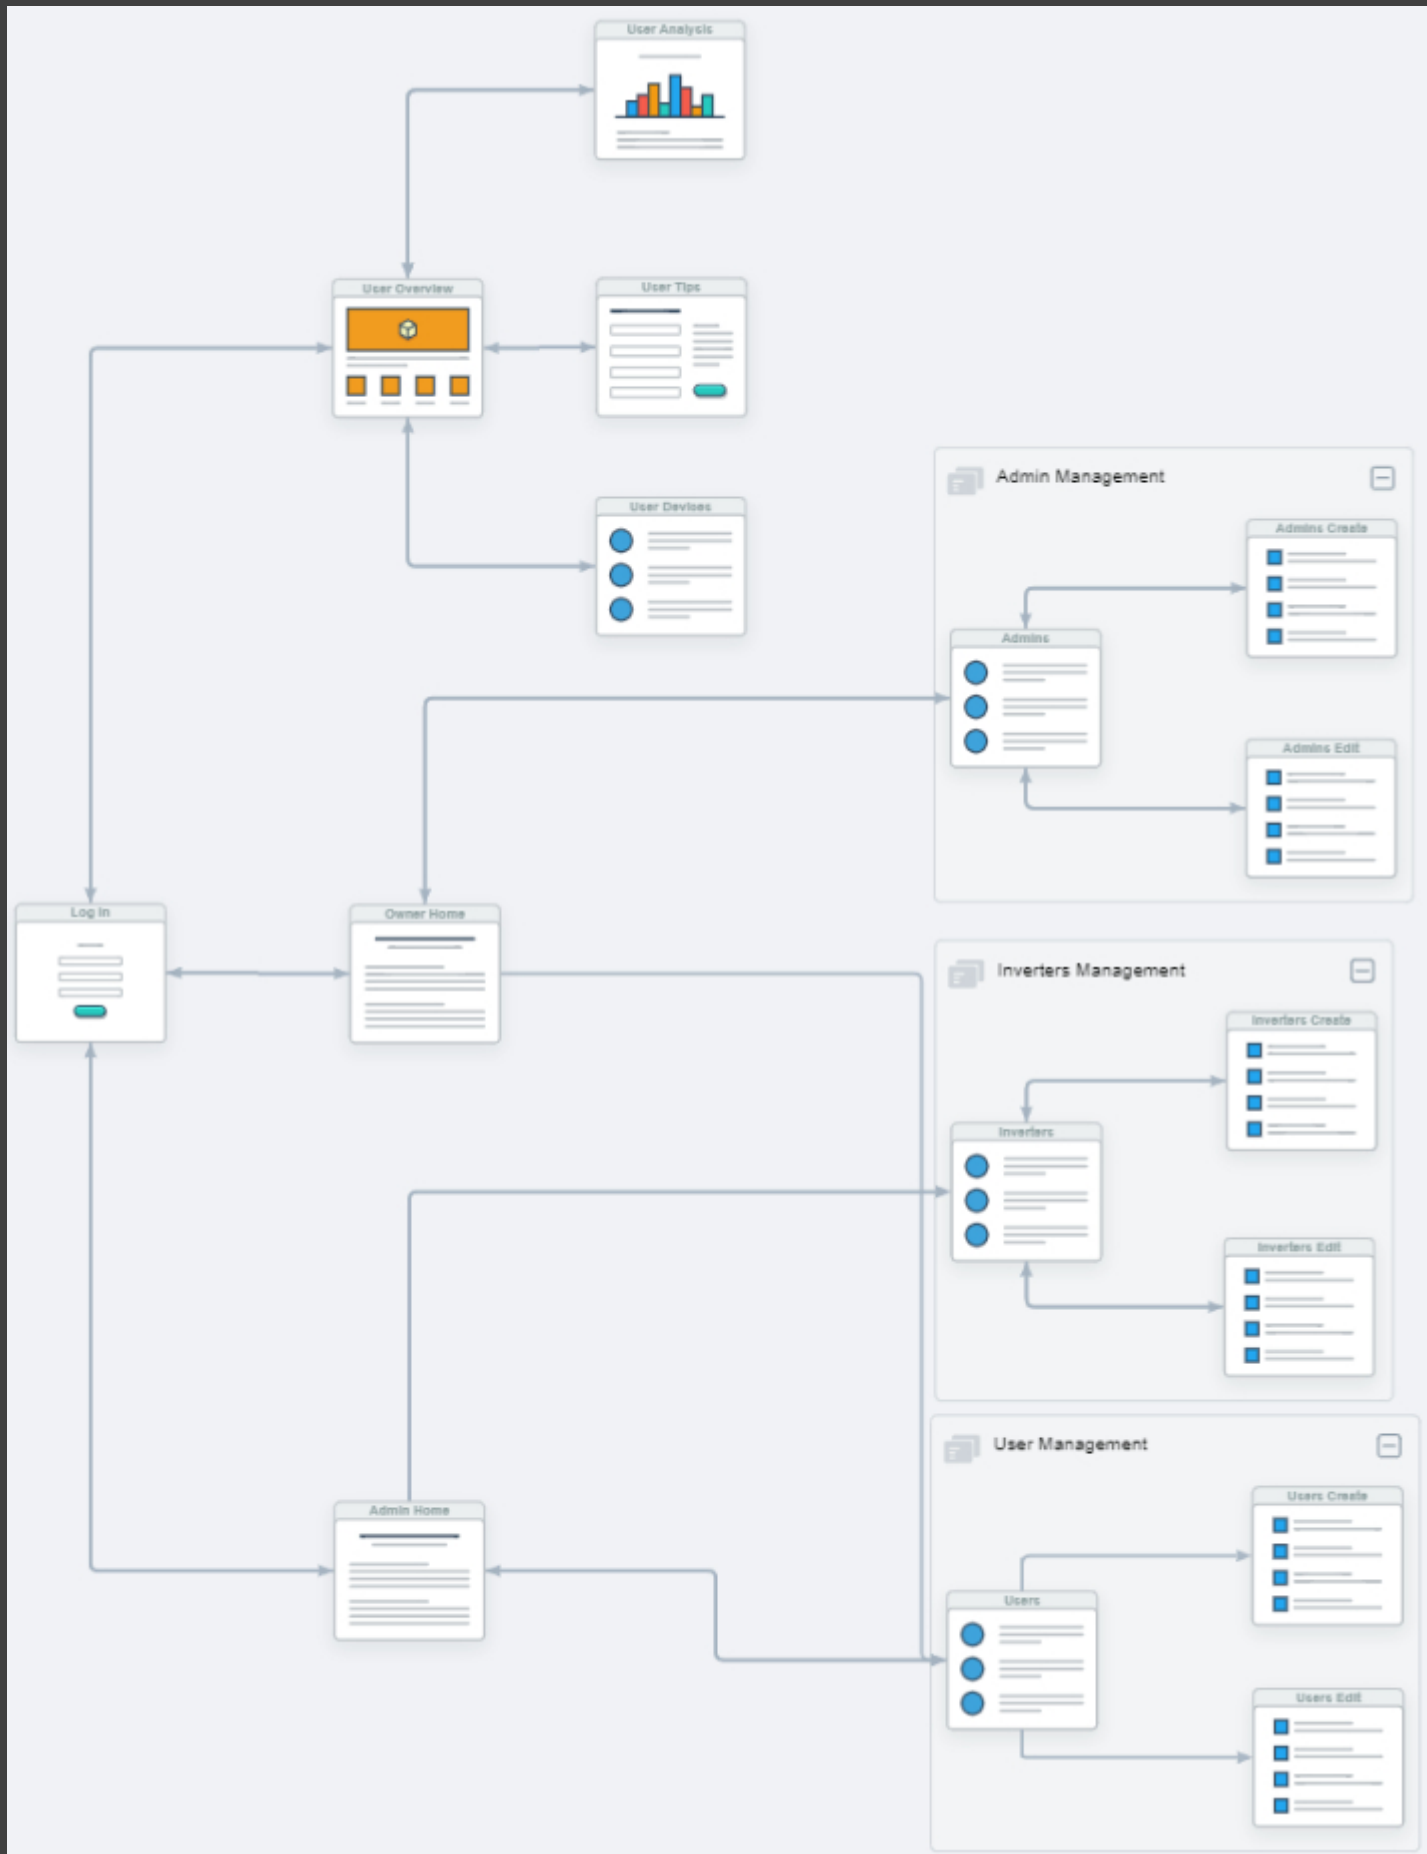 User Analysis
User Overview
User Tips
User Devices
Admin Management
Admins Create
Admins
Admins Edit
Log In
Owner Home
Inverters Management
Inverters Create
Inverters
Inverters Edit
User Management
Users Create
Admin Home
Users
Users Edit